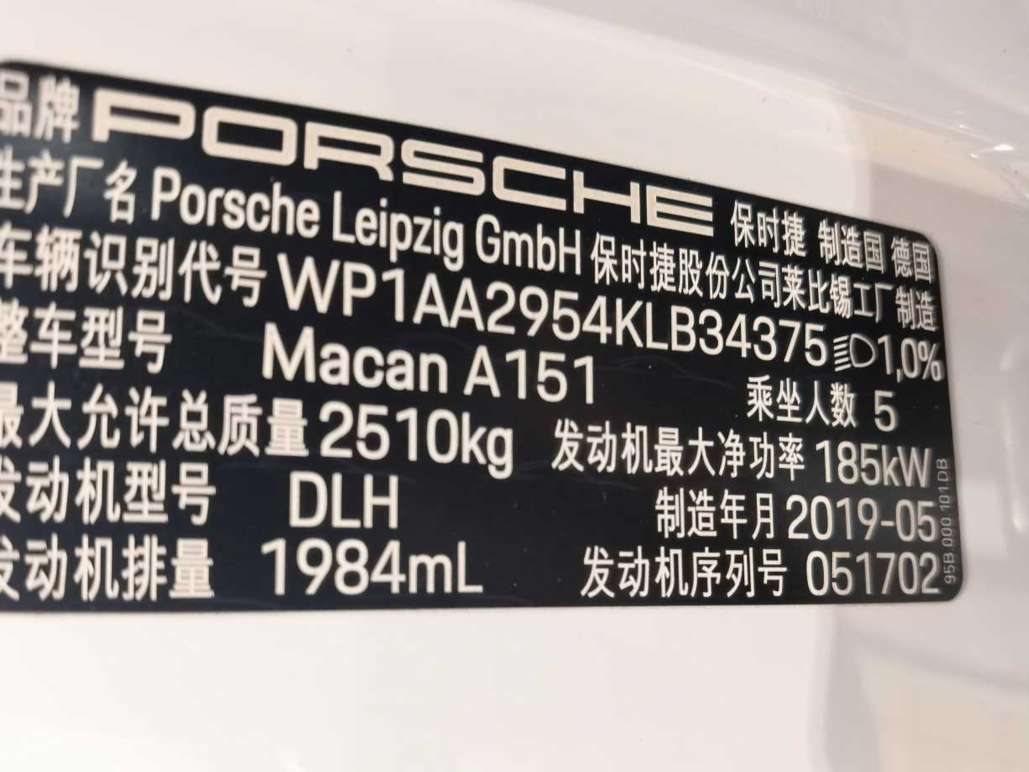 品牌 PORSCHE 保时捷 制造国 德国
生产厂名 Porsche Leipzig GmbH 保时捷股份公司莱比锡工厂制造
车辆识别代号 WP1AA2954KLB34375 1,0%
整车型号 Macan A151 乘坐人数 5
最大允许总质量 2510kg 发动机最大净功率 185kW
发动机型号 DLH 制造年月 2019-05
发动机排量 1984mL 发动机序列号 051702
95B 000 101 DB